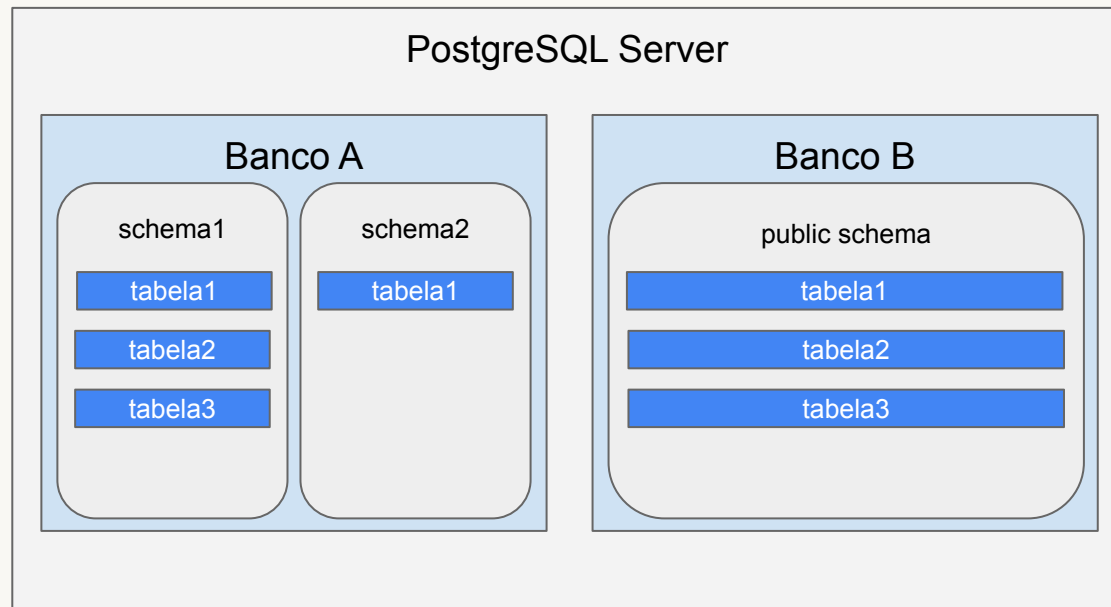 PostgreSQL Server
Banco A
schema1
tabela1
tabela2
tabela3
schema2
tabela1
Banco B
public schema
tabela1
tabela2
tabela3